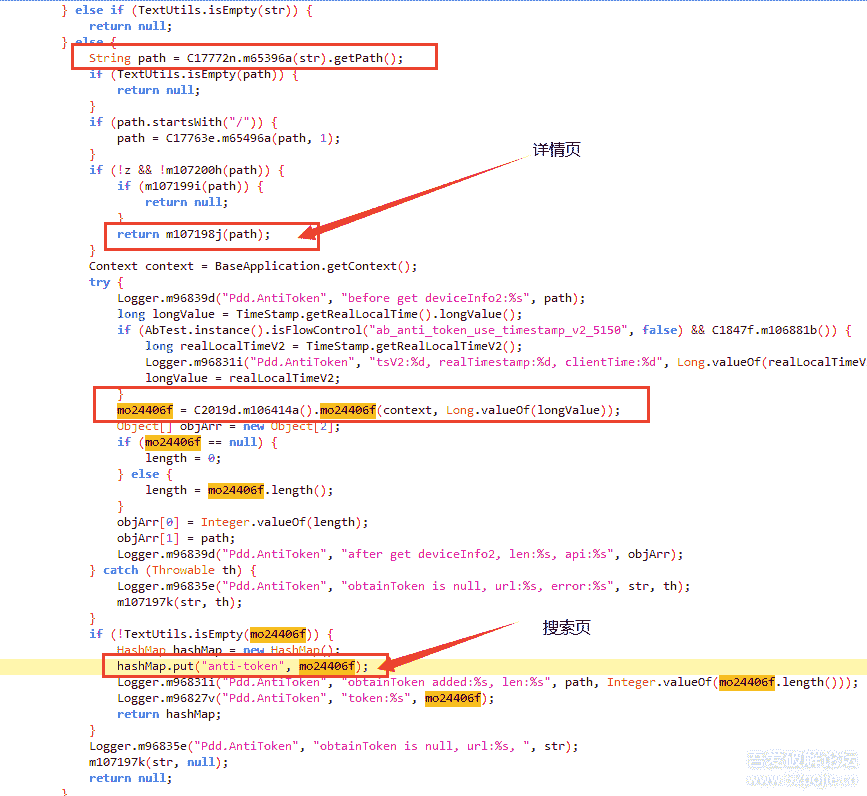 } else if (TextUtils.isEmpty(str)) {
return null;
} else {
String path = C17772n.m65396a(str).getPath();
if (TextUtils.isEmpty(path)) {
return null;
}
if (path.startsWith("/")) {
path = C17763e.m65496a(path, 1);
}
if (!z && !m107200h(path)) {
if (m107199i(path)) {
return null;
}
return m107198j(path);
}
详情页
Context context = BaseApplication.getContext();
try {
Logger.m96839d("Pdd.AntiToken", "before get deviceInfo2:%s", path);
long longValue = TimeStamp.getRealLocalTime().longValue();
if (AbTest.instance().isFlowControl("ab_anti_token_use_timestamp_v2_5150", false) && C1847f.m106881b()) {
long realLocalTimeV2 = TimeStamp.getRealLocalTimeV2();
Logger.m96831i("Pdd.AntiToken", "tsV2:%d, realTimestamp:%d, clientTime:%d", Long.valueOf(realLocalTimeV
longValue = realLocalTimeV2;
}
mo24406f = C2019d.m106414a().mo24406f(context, Long.valueOf(longValue));
Object[] objArr = new Object[2];
if (mo24406f == null) {
length = 0;
} else {
length = mo24406f.length();
}
objArr[0] = Integer.valueOf(length);
objArr[1] = path;
Logger.m96839d("Pdd.AntiToken", "after get deviceInfo2, len:%s, api:%s", objArr);
} catch (Throwable th) {
Logger.m96835e("Pdd.AntiToken", "obtainToken is null, url:%s, error:%s", str, th);
m107197k(str, th);
}
if (!TextUtils.isEmpty(mo24406f)) {
搜索页
HashMap hashMap = new HashMap();
hashMap.put("anti-token", mo24406f);
Logger.m96831i("Pdd.AntiToken", "obtainToken added:%s, len:%s", path, Integer.valueOf(mo24406f.length()));
Logger.m96827v("Pdd.AntiToken", "token:%s", mo24406f);
return hashMap;
}
Logger.m96835e("Pdd.AntiToken", "obtainToken is null, url:%s, ", str);
m107197k(str, null);
return null;
}
吾爱破解论坛
www.52pojie.cn